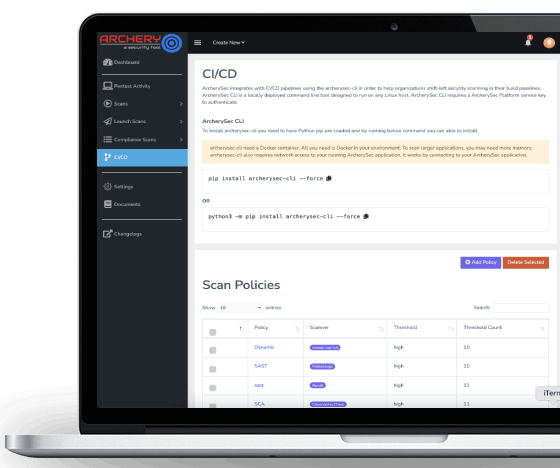 ARCHERY
a security tool
Create New
1
Dashboard
Pentest Activity
Scans
Launch Scans
Compliance Scans
CI/CD
Settings
Documents
Changelogs
CI/CD
ArcherySec integrates with CI/CD pipelines using the archerysec-cli in order to help organizations shift-left security scanning in their build pipelines.
ArcherySec CLI is a locally deployed command line tool designed to run on any Linux host. ArcherySec CLI requires a ArcherySec Platform service key
to authenticate.
ArcherySec CLI
To install archerysec-cli you need to have Python pip pre-loaded and by running below command you can able to install.
archerysec-cli need a Docker container. All you need is Docker in your environment. To scan larger applications, you may need more memory.
archerysec-cli also requires network access to your running ArcherySec application. It works by connecting to your ArcherySec application.
pip install archerysec-cli --force
OR
python3 -m pip install archerysec-cli --force
Add Policy Delete Selected
Scan Policies
Show 10 entries Search:
Policy Scanner Threshold Threshold Count
Dynamic high 10
SAST high 10
high 11
SCA high 11
iTerm